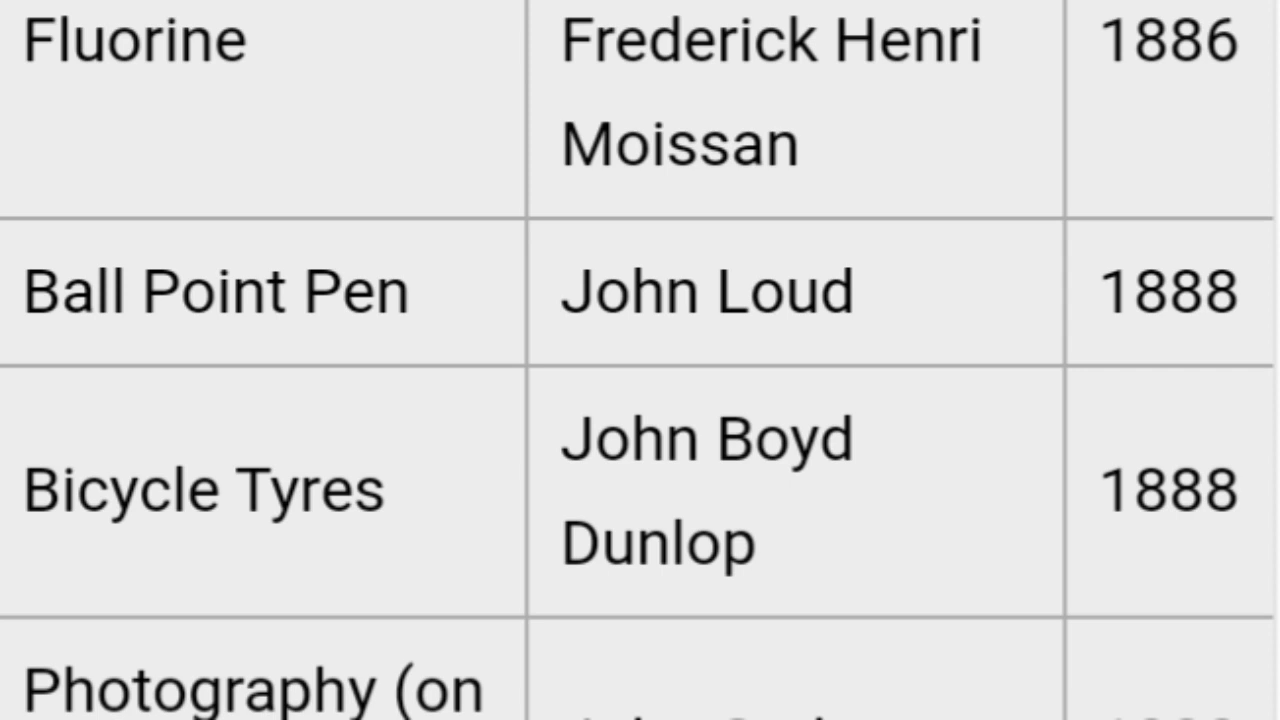 Fluorine
Frederick Henri
Moissan
1886
Ball Point Pen
John Loud
1888
Bicycle Tyres
John Boyd
Dunlop
1888
Photography (on